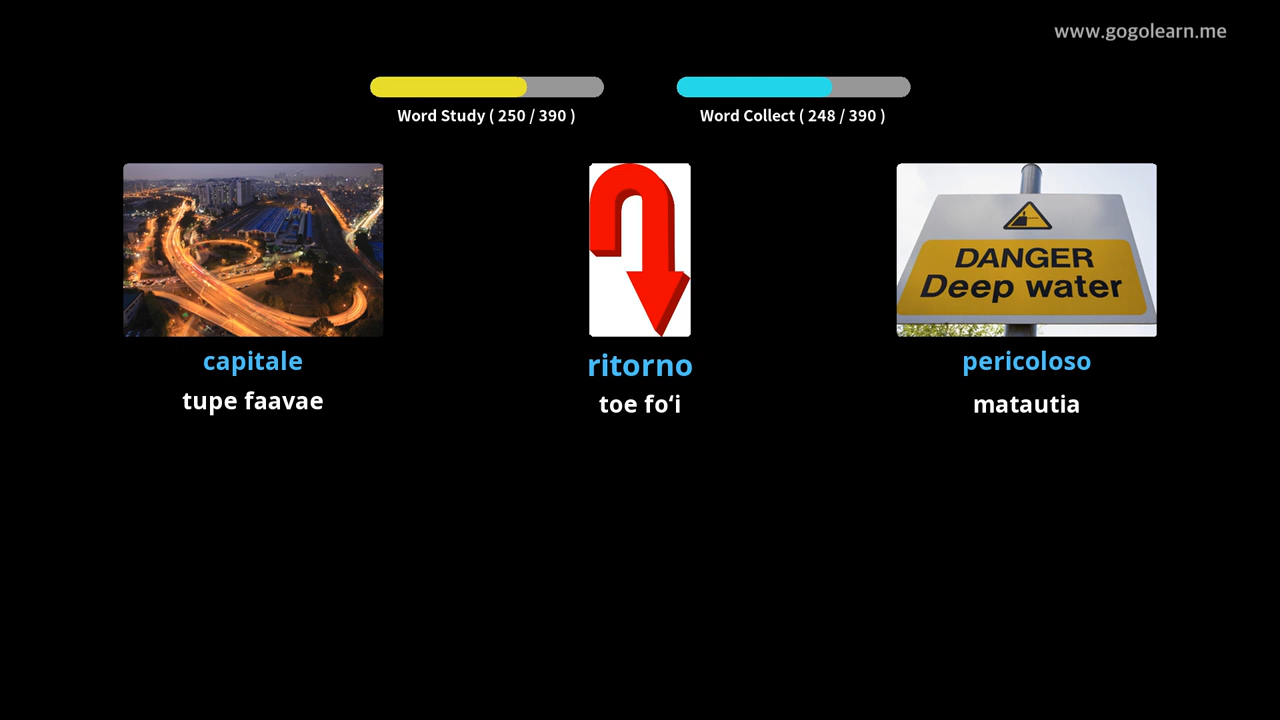 www.gogolearn.me
Word Study ( 250 / 390 )
Word Collect ( 248 / 390 )
DANGER
Deep water
capitale
ritorno
pericoloso
tupe faavae
toe foʻi
matautia